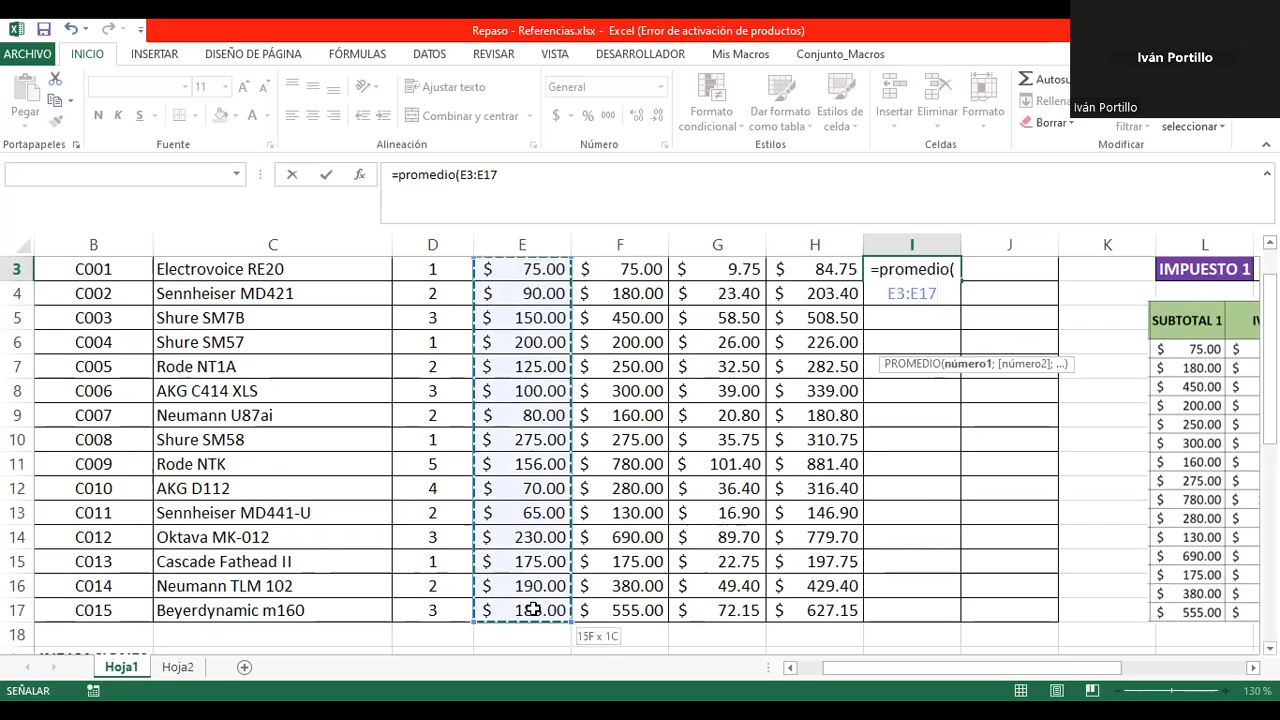 Repaso - Referencias.xlsx - Excel (Error de activación de productos)
Iván Portillo
Iván Portillo
ARCHIVO INICIO INSERTAR DISEÑO DE PÁGINA FÓRMULAS DATOS REVISAR VISTA DESARROLLADOR Mis Macros Conjunto_Macros
Pegar
11 A A
N K S A
Ajustar texto
Combinar y centrar
General
$ % 000
Formato condicional
Dar formato como tabla
Estilos de celda
Insertar Eliminar Formato
Autosu
Rellena
Borrar
filtrar
seleccionar
Portapapeles Fuente Alineación Número Estilos Celdas Modificar
fx =promedio(E3:E17
B C D E F G H I J K L
3 C001 Electrovoice RE20 1 $ 75.00 $ 75.00 $ 9.75 $ 84.75 =promedio( IMPUESTO 1
4 C002 Sennheiser MD421 2 $ 90.00 $ 180.00 $ 23.40 $ 203.40 E3:E17
5 C003 Shure SM7B 3 $ 150.00 $ 450.00 $ 58.50 $ 508.50 SUBTOTAL 1
6 C004 Shure SM57 1 $ 200.00 $ 200.00 $ 26.00 $ 226.00 $ 75.00 $
7 C005 Rode NT1A 2 $ 125.00 $ 250.00 $ 32.50 $ 282.50 PROMEDIO(número1; [número2]; ...) $ 180.00 $
8 C006 AKG C414 XLS 3 $ 100.00 $ 300.00 $ 39.00 $ 339.00 $ 450.00 $
9 C007 Neumann U87ai 2 $ 80.00 $ 160.00 $ 20.80 $ 180.80 $ 200.00 $
10 C008 Shure SM58 1 $ 275.00 $ 275.00 $ 35.75 $ 310.75 $ 250.00 $
$ 300.00 $
11 C009 Rode NTK 5 $ 156.00 $ 780.00 $ 101.40 $ 881.40 $ 160.00 $
12 C010 AKG D112 4 $ 70.00 $ 280.00 $ 36.40 $ 316.40 $ 275.00 $
$ 780.00 $
13 C011 Sennheiser MD441-U 2 $ 65.00 $ 130.00 $ 16.90 $ 146.90 $ 280.00 $
14 C012 Oktava MK-012 3 $ 230.00 $ 690.00 $ 89.70 $ 779.70 $ 130.00 $
$ 690.00 $
15 C013 Cascade Fathead II 1 $ 175.00 $ 175.00 $ 22.75 $ 197.75 $ 175.00 $
16 C014 Neumann TLM 102 2 $ 190.00 $ 380.00 $ 49.40 $ 429.40 $ 380.00 $
17 C015 Beyerdynamic m160 3 $ $ 555.00 $ 72.15 $ 627.15 $ 555.00 $
18 15F x 1C
Hoja1 Hoja2
SEÑALAR 130 %